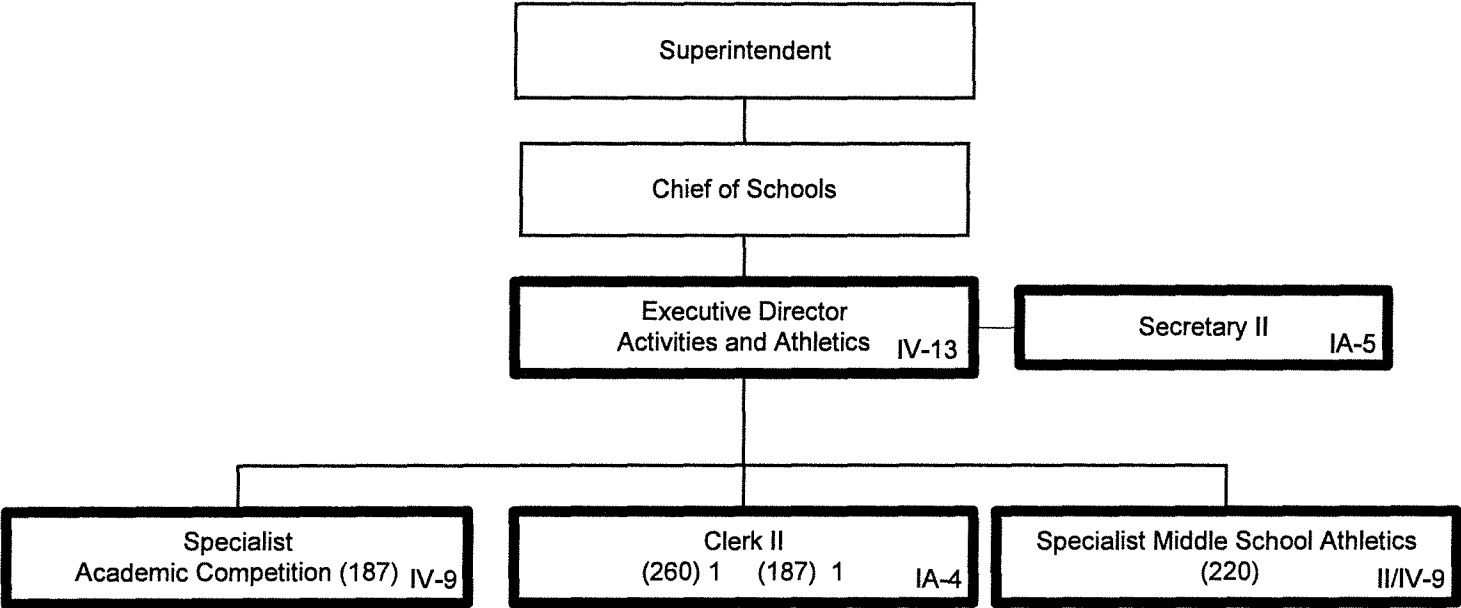 Superintendent
Chief of Schools
Executive Director
Activities and Athletics IV-13
Secretary II
IA-5
Specialist
Academic Competition (187) IV-9
Clerk II
(260) 1 (187) 1 IA-4
Specialist Middle School Athletics
(220) II/IV-9